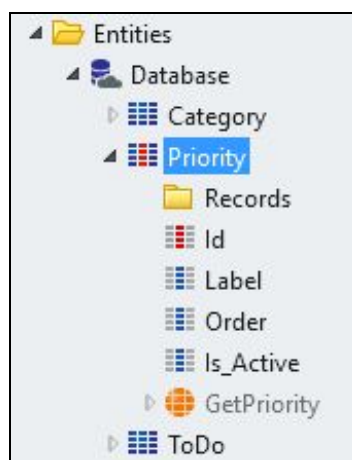 Entities
Database
Category
Priority
Records
Id
Label
Order
Is_Active
GetPriority
ToDo